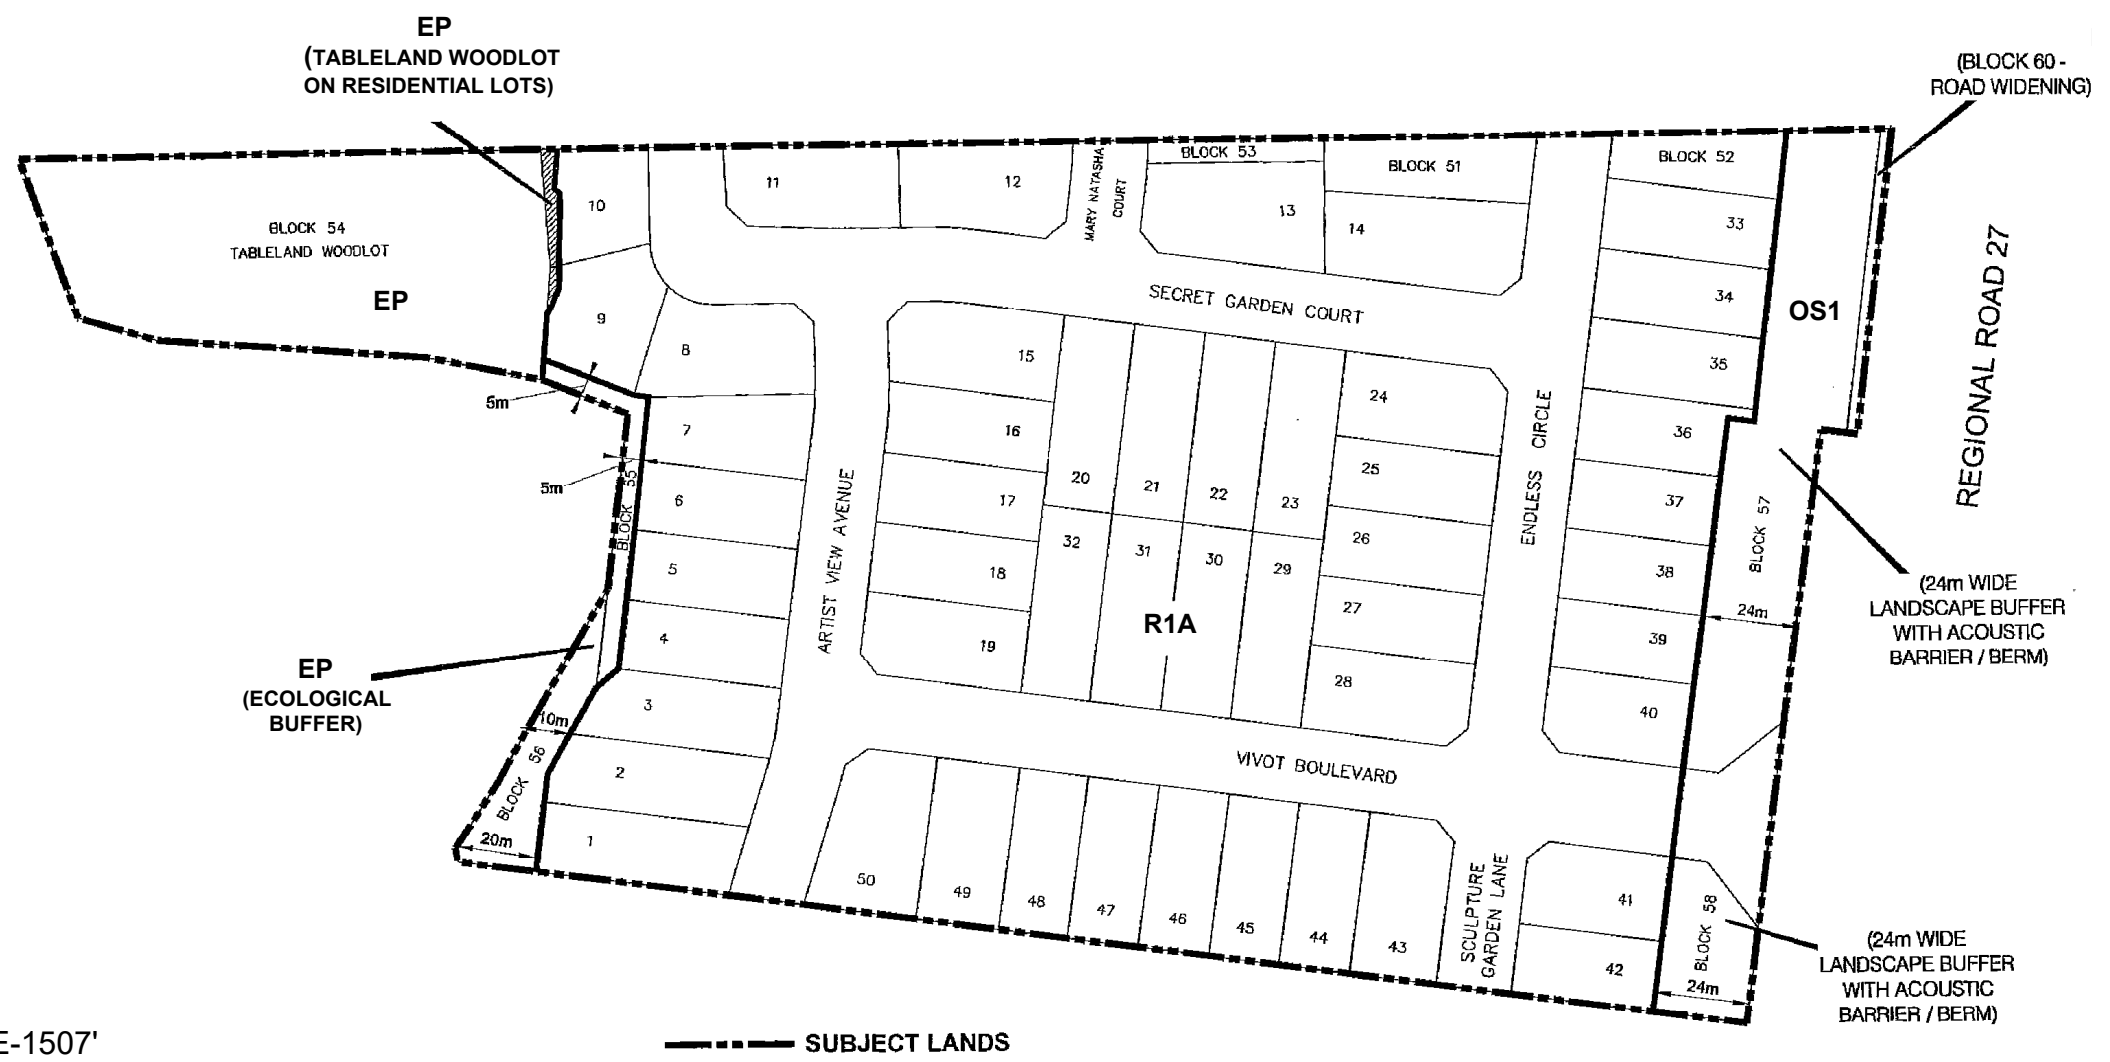 EP
(TABLELAND WOODLOT
ON RESIDENTIAL LOTS)
(BLOCK 60 -
ROAD WIDENING)
BLOCK 54
TABLELAND WOODLOT
EP
10
11
12
MARY NATASHA
COURT
BLOCK 53
13
BLOCK 51
14
BLOCK 52
33
34
35
OS1
REGIONAL ROAD 27
9
8
5m
5m
7
6
5
4
3
2
1
BLOCK 55
SECRET GARDEN COURT
ARTIST VIEW AVENUE
15
16
17
18
19
20
21
22
23
32
31
30
29
R1A
24
25
26
27
28
ENDLESS CIRCLE
36
37
38
39
40
BLOCK 57
24m
(24m WIDE
LANDSCAPE BUFFER
WITH ACOUSTIC
BARRIER / BERM)
EP
(ECOLOGICAL
BUFFER)
10m
BLOCK 56
20m
VIVOT BOULEVARD
50
49
48
47
46
45
44
43
SCULPTURE
GARDEN LANE
41
42
BLOCK 58
24m
(24m WIDE
LANDSCAPE BUFFER
WITH ACOUSTIC
BARRIER / BERM)
E-1507'
SUBJECT LANDS